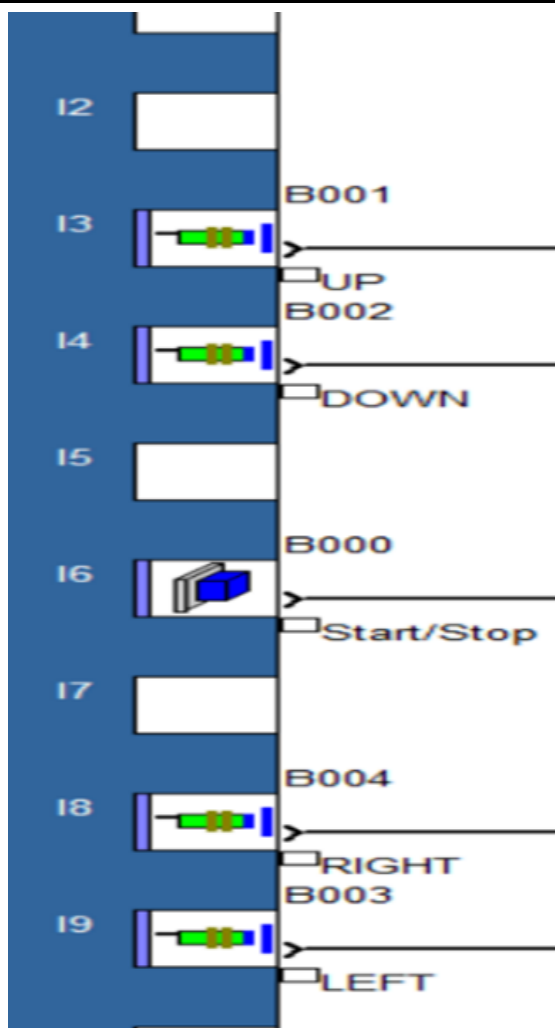 I2
B001
I3
UP
B002
I4
DOWN
I5
B000
I6
Start/Stop
I7
B004
I8
RIGHT
B003
I9
LEFT